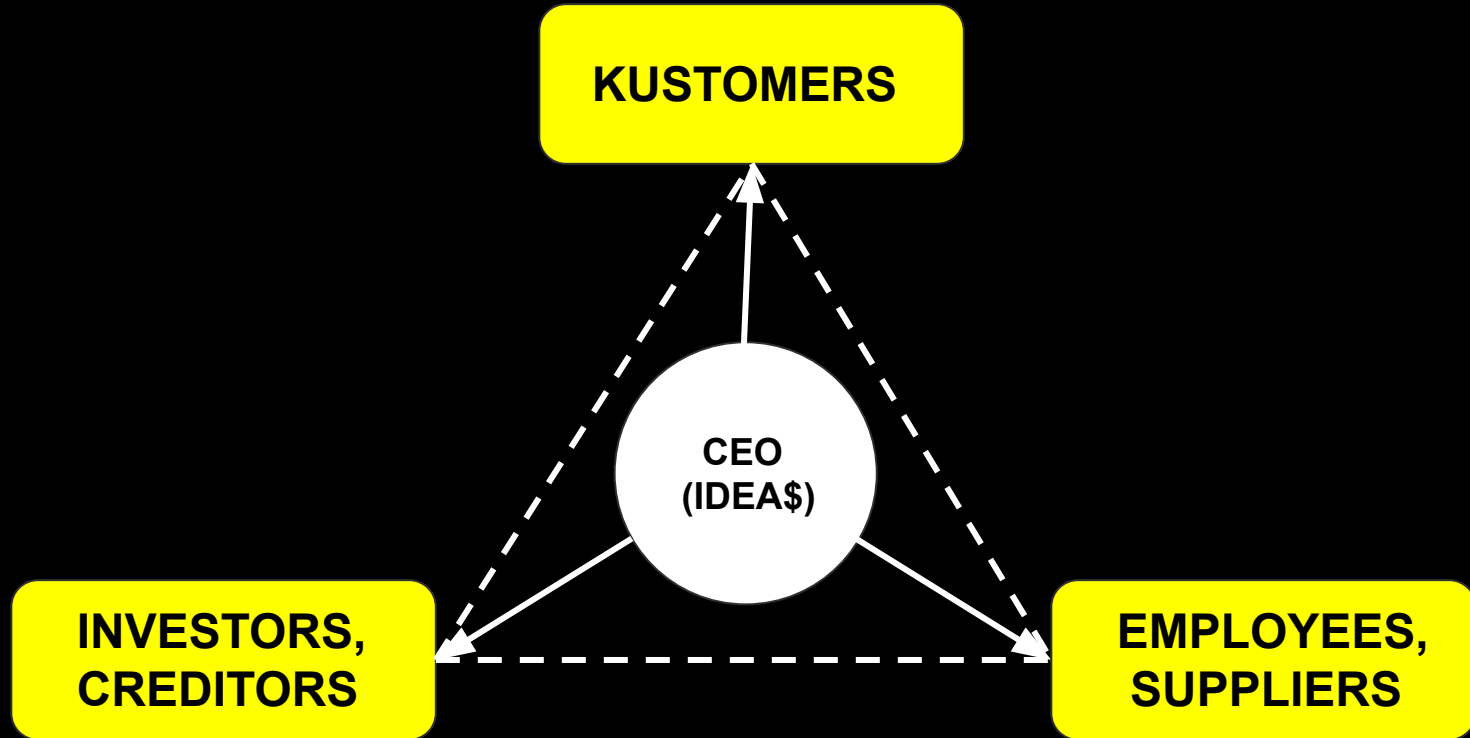 KUSTOMERS
CEO
(IDEA$)
INVESTORS,
CREDITORS
EMPLOYEES,
SUPPLIERS